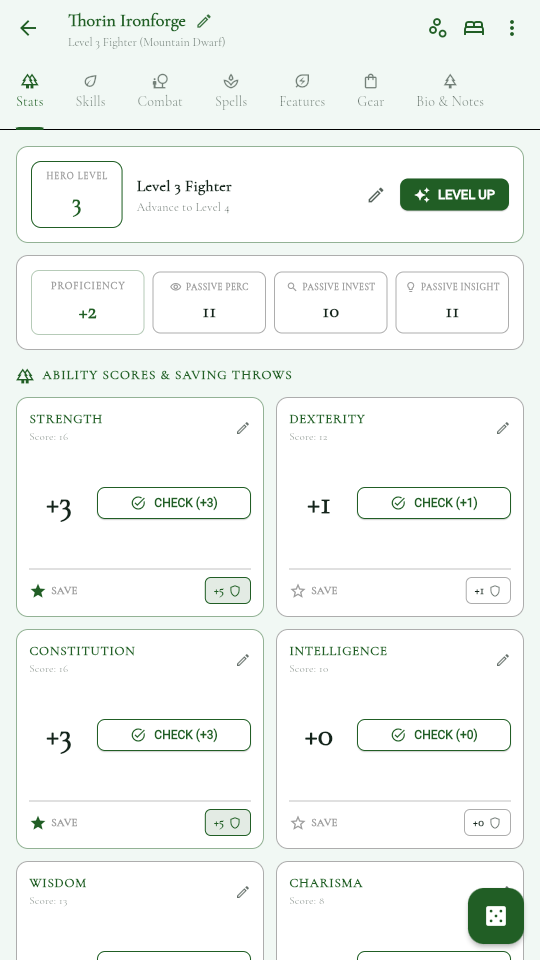 Thorin Ironforge
Level 3 Fighter (Mountain Dwarf)
Stats Skills Combat Spells Features Gear Bio & Notes
HERO LEVEL
3
Level 3 Fighter
Advance to Level 4
LEVEL UP
PROFICIENCY
+2
PASSIVE PERC
11
PASSIVE INVEST
10
PASSIVE INSIGHT
11
ABILITY SCORES & SAVING THROWS
STRENGTH
Score: 16
+3
CHECK (+3)
SAVE
+5
DEXTERITY
Score: 12
+1
CHECK (+1)
SAVE
+1
CONSTITUTION
Score: 16
+3
CHECK (+3)
SAVE
+5
INTELLIGENCE
Score: 10
+0
CHECK (+0)
SAVE
+0
WISDOM
Score: 13
CHARISMA
Score: 8